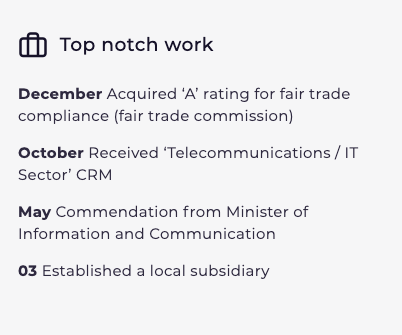 Top notch work
December Acquired ‘A’ rating for fair trade
compliance (fair trade commission)
October Received ‘Telecommunications / IT
Sector’ CRM
May Commendation from Minister of
Information and Communication
03 Established a local subsidiary